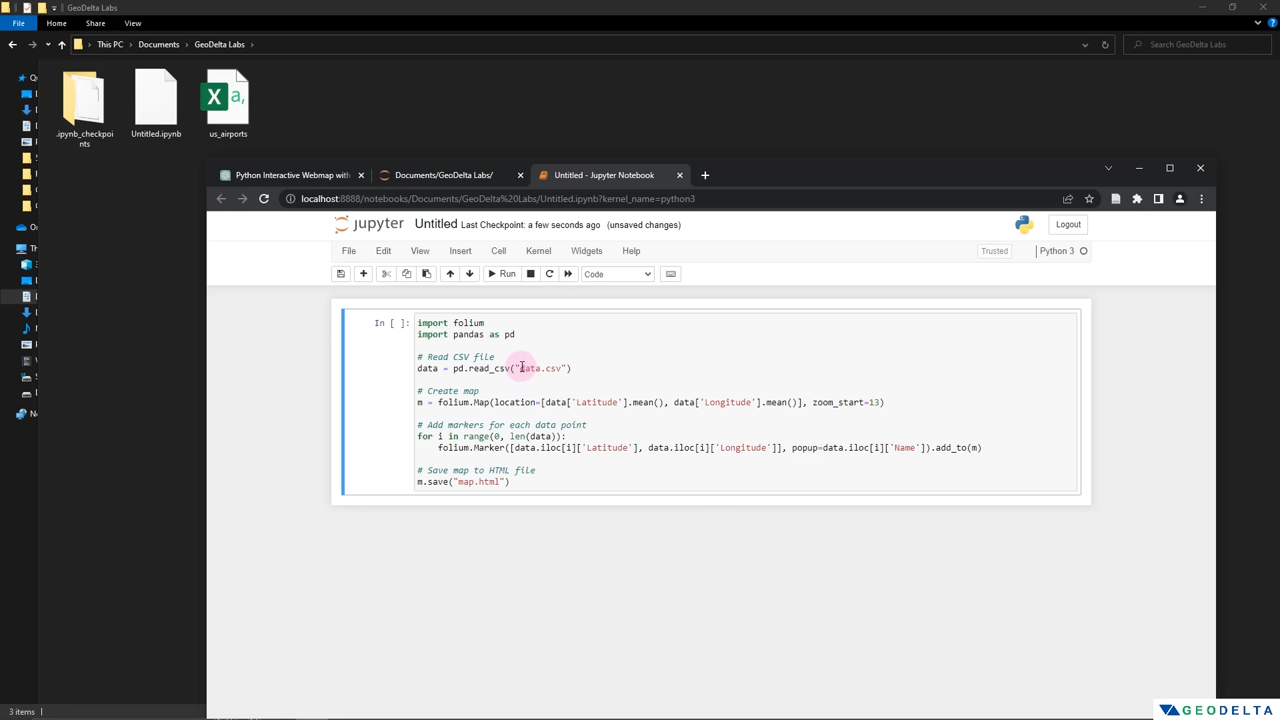 GeoDelta Labs
File Home Share View
This PC Documents GeoDelta Labs
Search GeoDelta Labs
.ipynb_checkpoi
nts
Untitled.ipynb
us_airports
Python Interactive Webmap with
Documents/GeoDelta Labs/
Untitled - Jupyter Notebook
localhost:8888/notebooks/Documents/GeoDelta%20Labs/Untitled.ipynb?kernel_name=python3
jupyter Untitled Last Checkpoint: a few seconds ago (unsaved changes)
Logout
File Edit View Insert Cell Kernel Widgets Help
Trusted
Python 3
Run
Code
In [ ]:
import folium
import pandas as pd
# Read CSV file
data = pd.read_csv("data.csv")
# Create map
m = folium.Map(location=[data['Latitude'].mean(), data['Longitude'].mean()], zoom_start=13)
# Add markers for each data point
for i in range(0, len(data)):
folium.Marker([data.iloc[i]['Latitude'], data.iloc[i]['Longitude']], popup=data.iloc[i]['Name']).add_to(m)
# Save map to HTML file
m.save("map.html")
3 items
GEODELTA